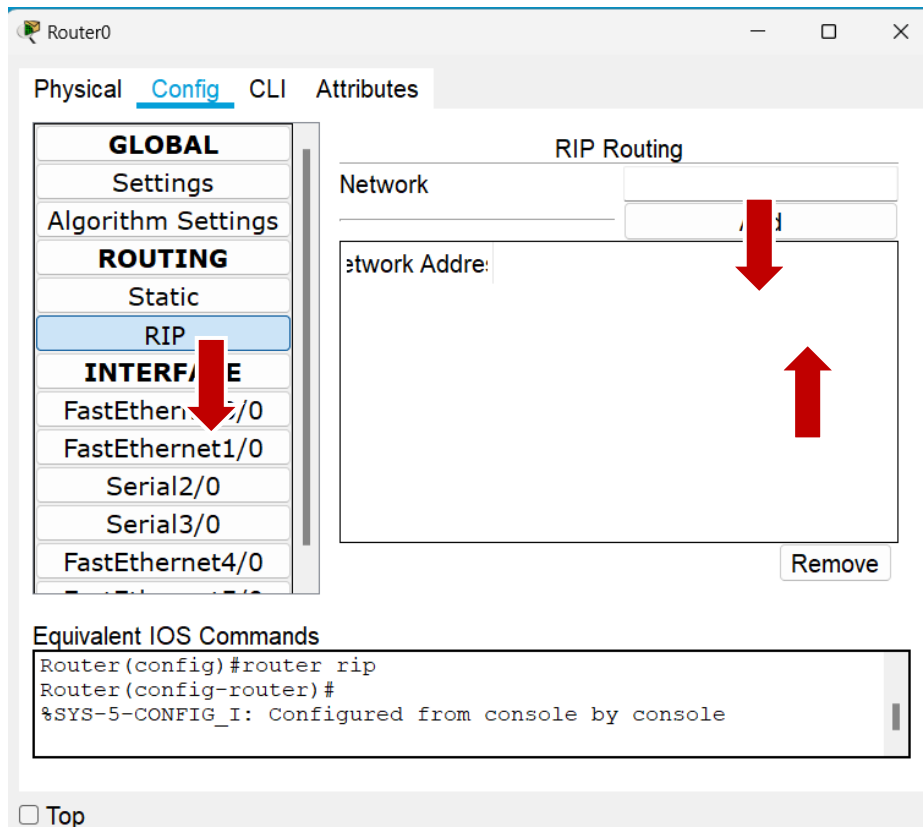 Router0
Physical Config CLI Attributes
GLOBAL
Settings
Algorithm Settings
ROUTING
Static
RIP
FastEthernet1/0
Serial2/0
Serial3/0
FastEthernet4/0
RIP Routing
Network
etwork Addre
Remove
Equivalent IOS Commands
Router(config)#router rip
Router(config-router)#
%SYS-5-CONFIG_I: Configured from console by console
Top